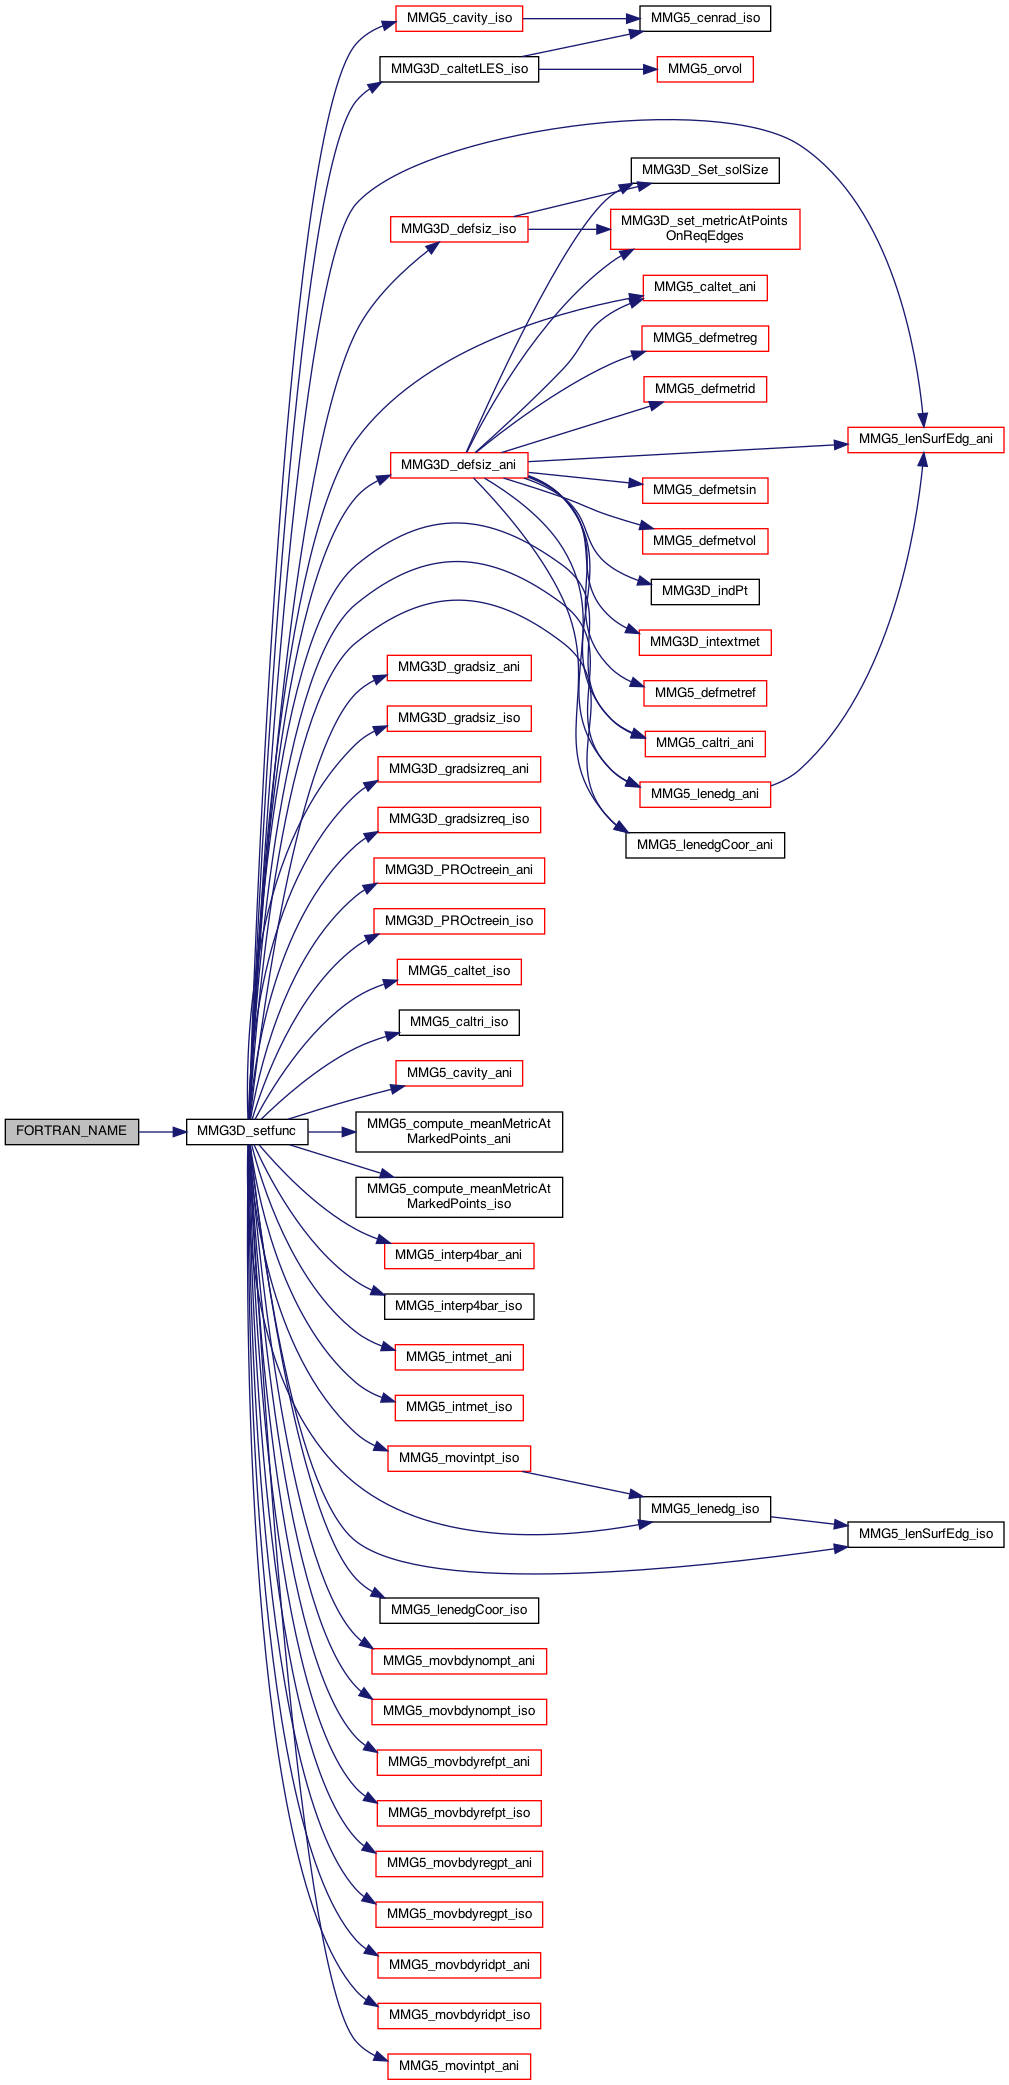 MMG5_cavity_iso
MMG5_cenrad_iso
MMG3D_caltetLES_iso
MMG5_orvol
MMG3D_Set_solSize
MMG3D_defsiz_iso
MMG3D_set_metricAtPoints
OnReqEdges
MMG5_caltet_ani
MMG5_defmetreg
MMG5_defmetrid
MMG5_lenSurfEdg_ani
MMG3D_defsiz_ani
MMG5_defmetsin
MMG5_defmetvol
MMG3D_indPt
MMG3D_intextmet
MMG3D_gradsiz_ani
MMG5_defmetref
MMG3D_gradsiz_iso
MMG5_caltri_ani
MMG3D_gradsizreq_ani
MMG5_lenedg_ani
MMG3D_gradsizreq_iso
MMG5_lenedgCoor_ani
MMG3D_PROctreein_ani
MMG3D_PROctreein_iso
MMG5_caltet_iso
MMG5_caltri_iso
MMG5_cavity_ani
FORTRAN_NAME
MMG3D_setfunc
MMG5_compute_meanMetricAt
MarkedPoints_ani
MMG5_compute_meanMetricAt
MarkedPoints_iso
MMG5_interp4bar_ani
MMG5_interp4bar_iso
MMG5_intmet_ani
MMG5_intmet_iso
MMG5_movintpt_iso
MMG5_lenedg_iso
MMG5_lenSurfEdg_iso
MMG5_lenedgCoor_iso
MMG5_movbdynompt_ani
MMG5_movbdynompt_iso
MMG5_movbdyrefpt_ani
MMG5_movbdyrefpt_iso
MMG5_movbdyregpt_ani
MMG5_movbdyregpt_iso
MMG5_movbdyridpt_ani
MMG5_movbdyridpt_iso
MMG5_movintpt_ani